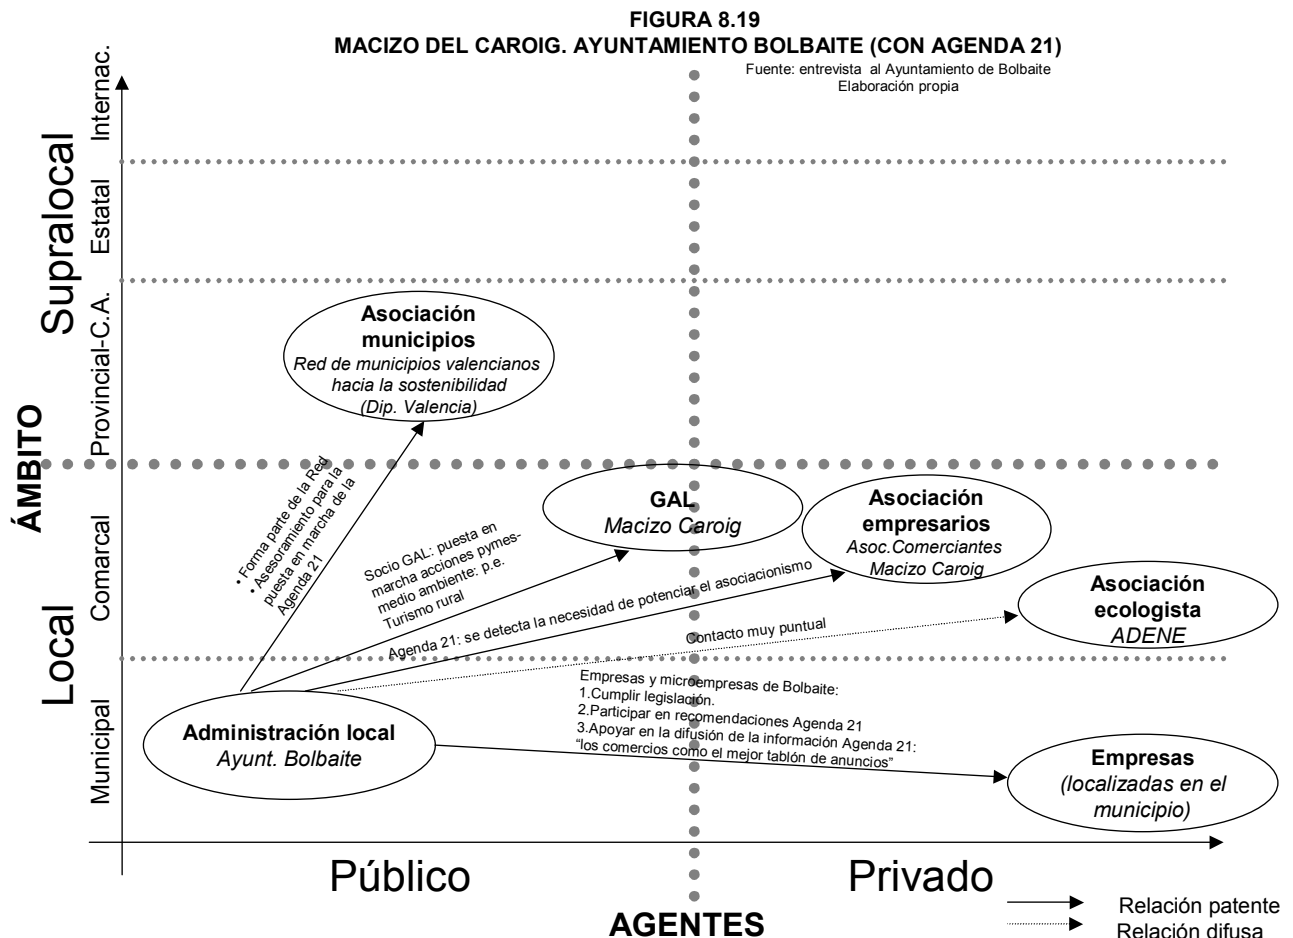 FIGURA 8.19
MACIZO DEL CAROIG. AYUNTAMIENTO BOLBAITE (CON AGENDA 21)
Fuente: entrevista al Ayuntamiento de Bolbaite
Elaboración propia
ÁMBITO
Supralocal
Local
Internac.
Estatal
Provincial-C.A.
Comarcal
Municipal
Asociación
municipios
Red de municipios valencianos
hacia la sostenibilidad
(Dip. Valencia)
• Forma parte de la Red
• Asesoramiento para la
puesta en marcha de la
Agenda 21
GAL
Macizo Caroig
Socio GAL: puesta en
marcha acciones pymes-
medio ambiente: p.e.
Turismo rural
Asociación
empresarios
Asoc.Comerciantes
Macizo Caroig
Agenda 21: se detecta la necesidad de potenciar el asociacionismo
Asociación
ecologista
ADENE
Contacto muy puntual
Empresas y microempresas de Bolbaite:
1.Cumplir legislación.
2.Participar en recomendaciones Agenda 21
3.Apoyar en la difusión de la información Agenda 21:
“los comercios como el mejor tablón de anuncios”
Administración local
Ayunt. Bolbaite
Empresas
(localizadas en el
municipio)
Público
Privado
AGENTES
Relación patente
Relación difusa